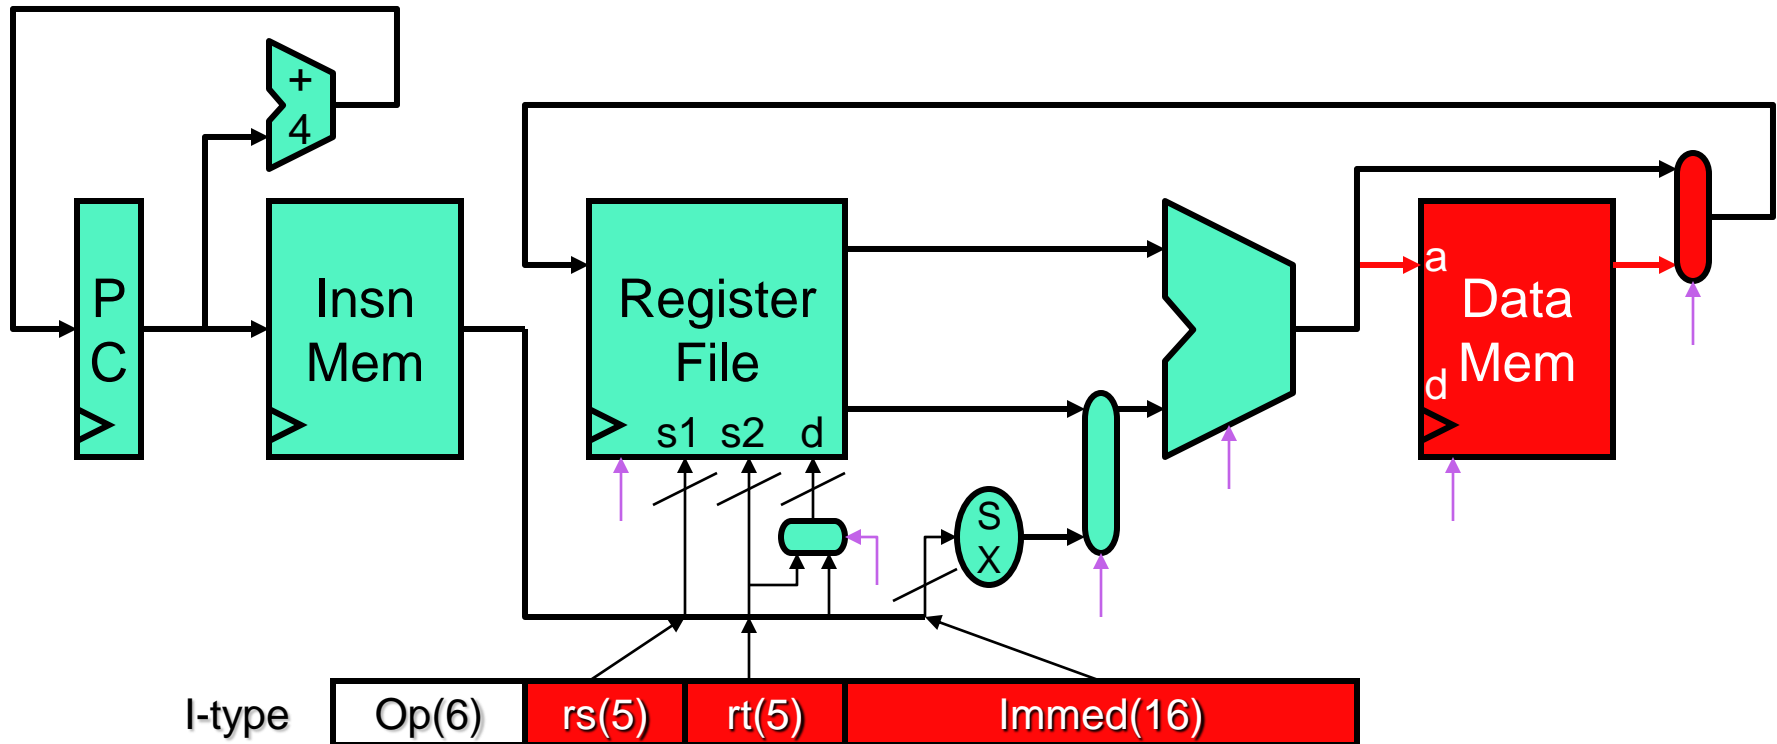 +
4
P
C
Insn
Mem
Register
File
s1 s2 d
S
X
a
Data
Mem
d
I-type Op(6) rs(5) rt(5) Immed(16)